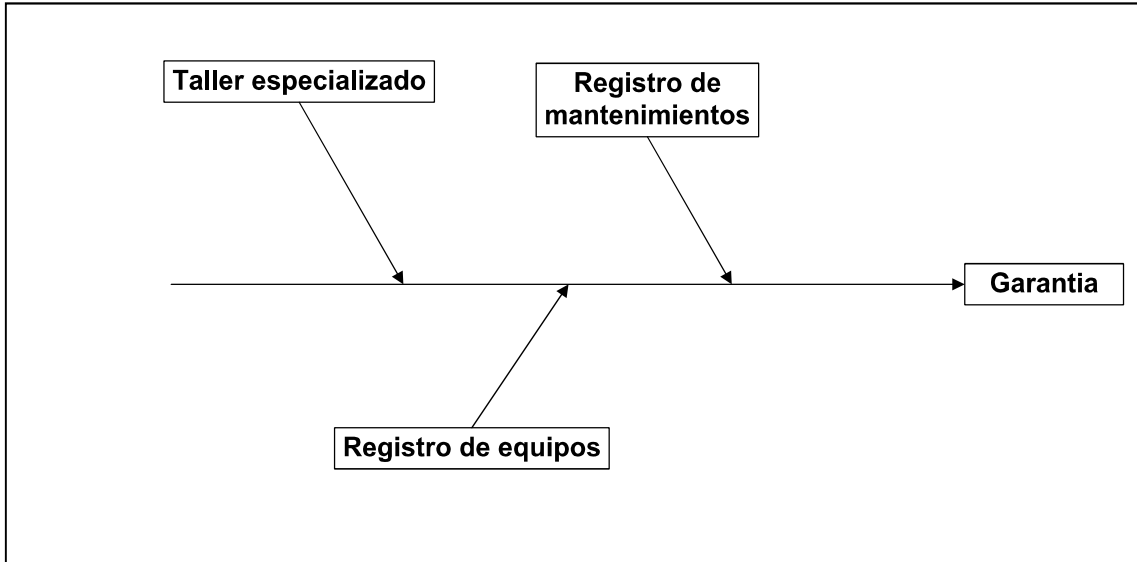 Taller especializado
Registro de
mantenimientos
Garantia
Registro de equipos